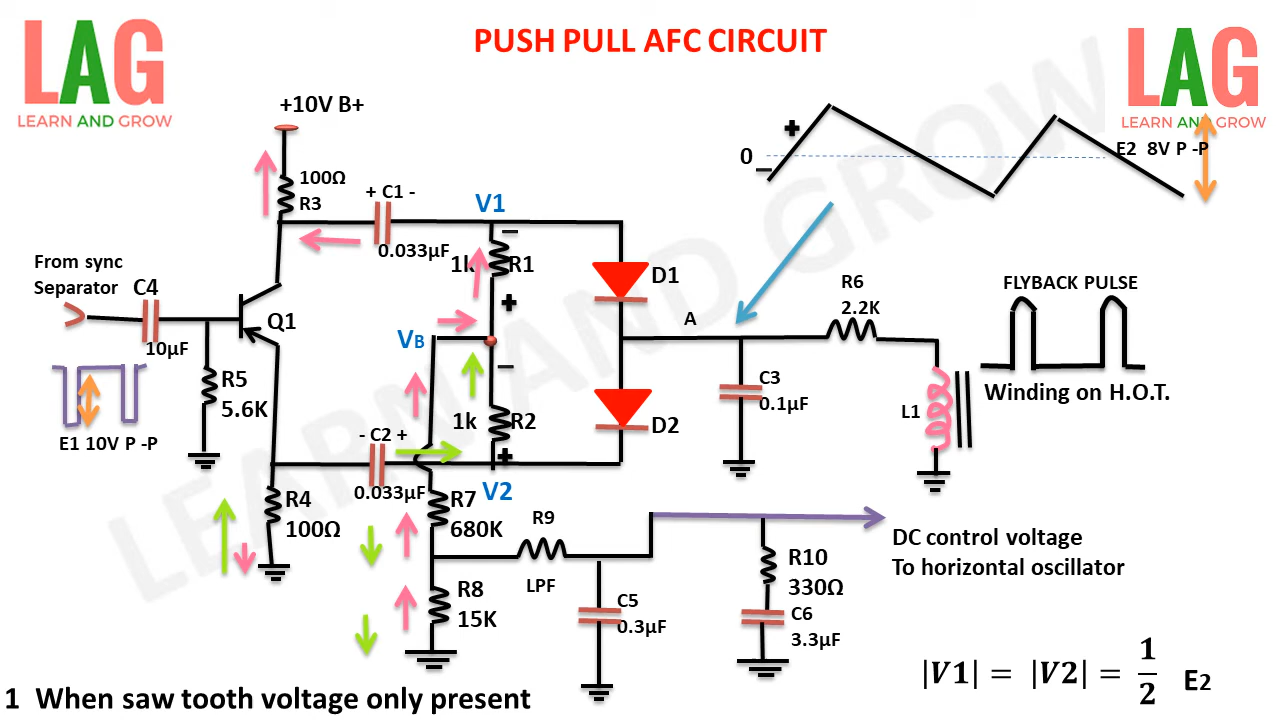 LAG
LEARN AND GROW
PUSH PULL AFC CIRCUIT
LAG
LEARN AND GROW
+10V B+
100Ω
R3
+ C1 -
0.033µF
V1
–
1k
R1
+
+
0
–
E2 8V P -P
From sync
Separator
C4
10µF
Q1
R5
5.6K
E1 10V P -P
VB
–
1k
R2
+
- C2 +
0.033µF
V2
D1
D2
A
R6
2.2K
C3
0.1µF
L1
FLYBACK PULSE
Winding on H.O.T.
R4
100Ω
R7
680K
R8
15K
R9
LPF
C5
0.3µF
R10
330Ω
C6
3.3µF
DC control voltage
To horizontal oscillator
|V1| = |V2| = 1/2 E2
1 When saw tooth voltage only present
LEARN AND GROW